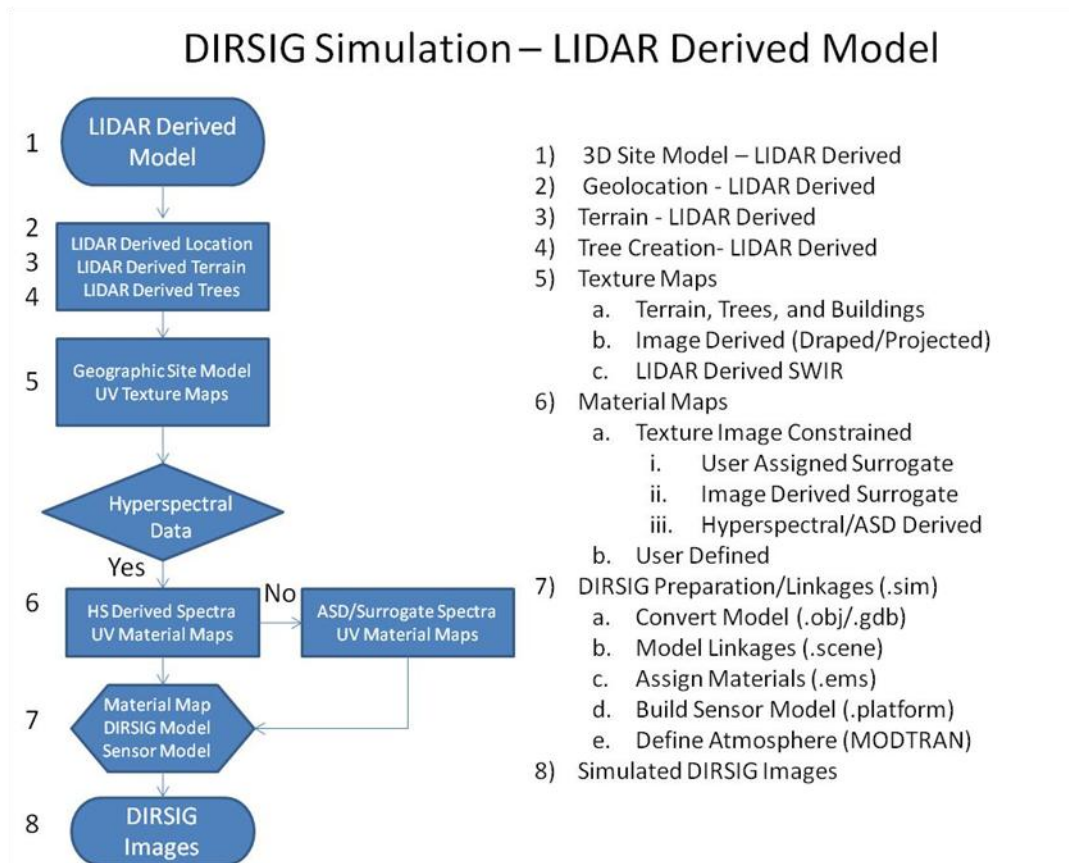 DIRSIG Simulation – LIDAR Derived Model
1
LIDAR Derived
Model
2
3
4
LIDAR Derived Location
LIDAR Derived Terrain
LIDAR Derived Trees
5
Geographic Site Model
UV Texture Maps
Hyperspectral
Data
Yes
No
6
HS Derived Spectra
UV Material Maps
ASD/Surrogate Spectra
UV Material Maps
7
Material Map
DIRSIG Model
Sensor Model
8
DIRSIG
Images
1) 3D Site Model – LIDAR Derived
2) Geolocation - LIDAR Derived
3) Terrain - LIDAR Derived
4) Tree Creation- LIDAR Derived
5) Texture Maps
a. Terrain, Trees, and Buildings
b. Image Derived (Draped/Projected)
c. LIDAR Derived SWIR
6) Material Maps
a. Texture Image Constrained
i. User Assigned Surrogate
ii. Image Derived Surrogate
iii. Hyperspectral/ASD Derived
b. User Defined
7) DIRSIG Preparation/Linkages (.sim)
a. Convert Model (.obj/.gdb)
b. Model Linkages (.scene)
c. Assign Materials (.ems)
d. Build Sensor Model (.platform)
e. Define Atmosphere (MODTRAN)
8) Simulated DIRSIG Images